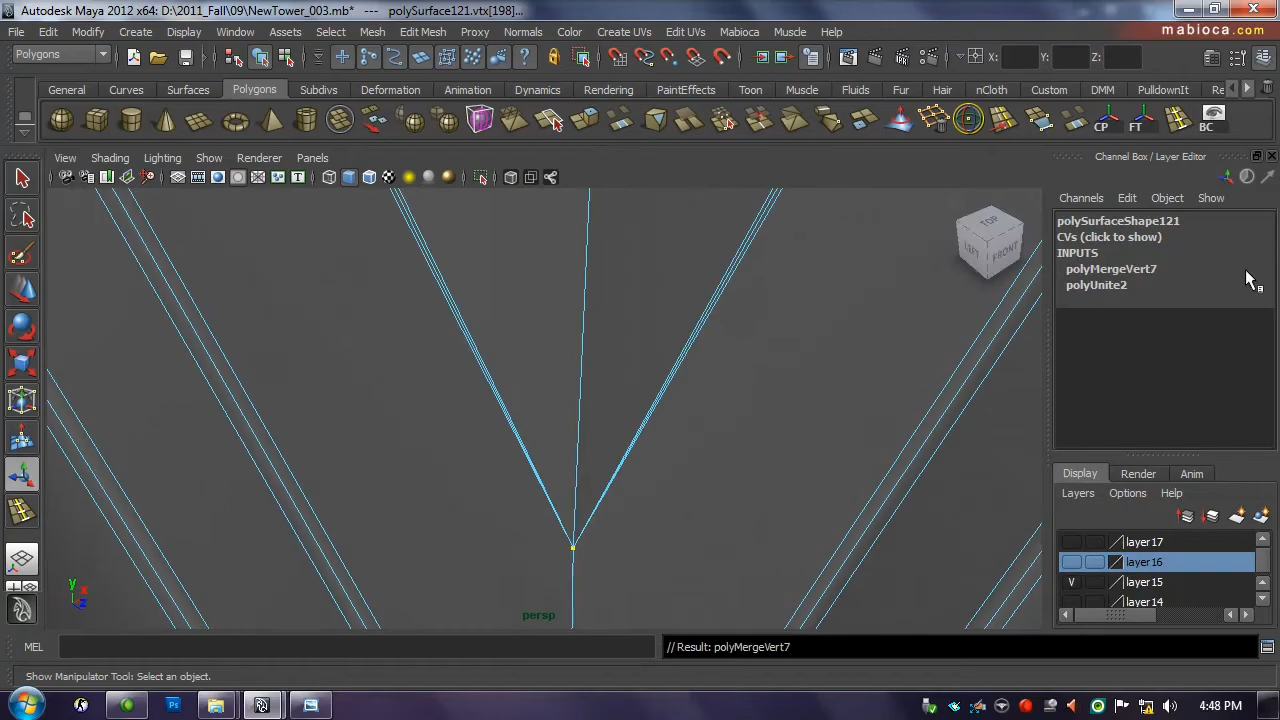 Autodesk Maya 2012 x64: D:\2011_Fall\09\NewTower_003.mb* --- polySurface121.vtx[198]...
File Edit Modify Create Display Window Assets Select Mesh Edit Mesh Proxy Normals Color Create UVs Edit UVs Mabioca Muscle Help
mabioca.com
Polygons
X: Y: Z:
General Curves Surfaces Polygons Subdivs Deformation Animation Dynamics Rendering PaintEffects Toon Muscle Fluids Fur Hair nCloth Custom DMM PulldownIt Re
CP FT BC
View Shading Lighting Show Renderer Panels
Channel Box / Layer Editor
Channels Edit Object Show
polySurfaceShape121
CVs (click to show)
INPUTS
polyMergeVert7
polyUnite2
TOP
LEFT FRONT
Display Render Anim
Layers Options Help
layer17
layer16
V layer15
layer14
y
x
z
persp
MEL
// Result: polyMergeVert7
Show Manipulator Tool: Select an object.
Ps
4:48 PM